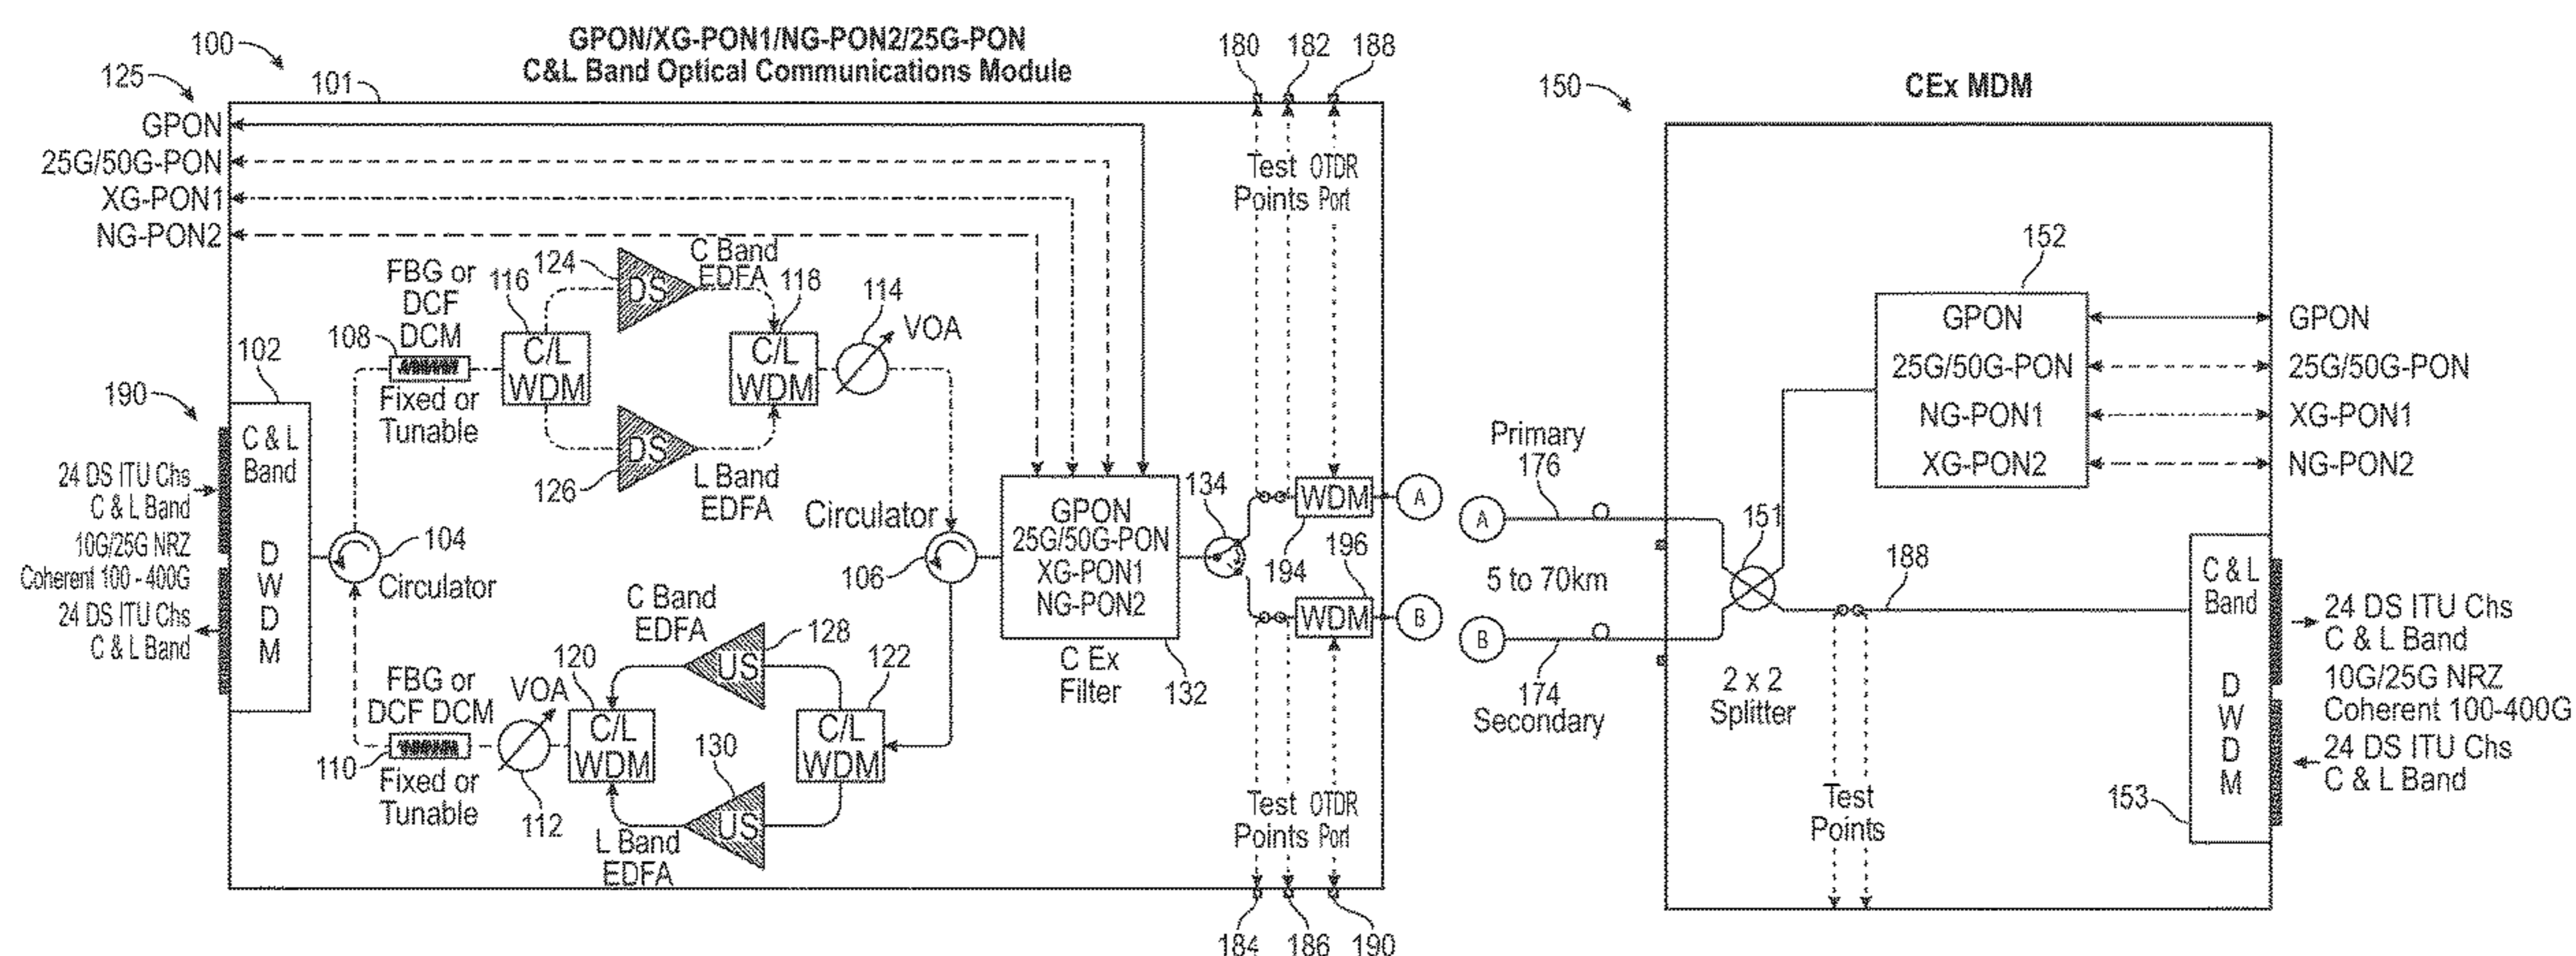 100
125
101
GPON/XG-PON1/NG-PON2/25G-PON
C&L Band Optical Communications Module
180
182
188
GPON
25G/50G-PON
XG-PON1
NG-PON2
Test
Points
OTDR
Port
FBG or
DCF
DCM
108
Fixed or
Tunable
116
C/L
WDM
124
DS
C Band
EDFA
118
C/L
WDM
114
VOA
126
DS
L Band
EDFA
102
190
C & L
Band
D
W
D
M
24 DS ITU Chs
C & L Band
10G/25G NRZ
Coherent 100 - 400G
24 DS ITU Chs
C & L Band
104
Circulator
Circulator
106
GPON
25G/50G-PON
XG-PON1
NG-PON2
C Ex
Filter
132
134
WDM
194
196
WDM
A
B
FBG or
DCF DCM
110
Fixed or
Tunable
VOA
112
120
C/L
WDM
C Band
EDFA
128
US
122
C/L
WDM
130
US
L Band
EDFA
Test
Points
OTDR
Port
184
186
190
Primary
176
A
5 to 70km
B
174
Secondary
150
CEx MDM
152
GPON
25G/50G-PON
NG-PON1
XG-PON2
GPON
25G/50G-PON
XG-PON1
NG-PON2
151
2 x 2
Splitter
188
Test
Points
153
C & L
Band
D
W
D
M
24 DS ITU Chs
C & L Band
10G/25G NRZ
Coherent 100-400G
24 DS ITU Chs
C & L Band